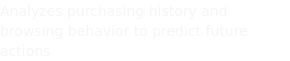 Analyzes purchasing history and
browsing behavior to predict future
actions